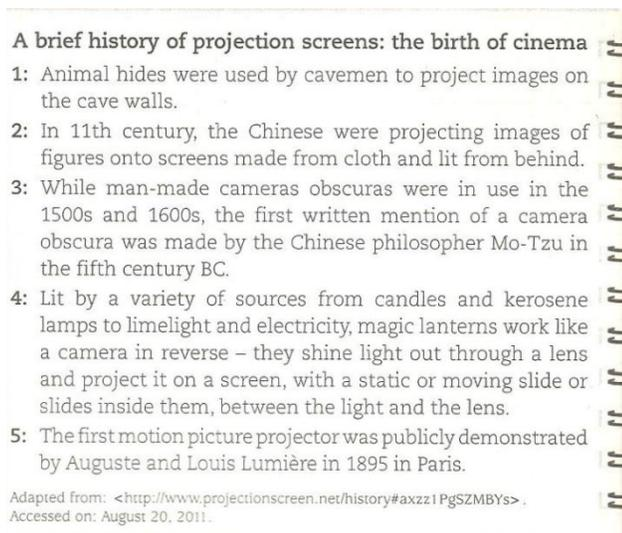 A brief history of projection screens: the birth of cinema
1: Animal hides were used by cavemen to project images on
the cave walls.
2: In 11th century, the Chinese were projecting images of
figures onto screens made from cloth and lit from behind.
3: While man-made cameras obscuras were in use in the
1500s and 1600s, the first written mention of a camera
obscura was made by the Chinese philosopher Mo-Tzu in
the fifth century BC.
4: Lit by a variety of sources from candles and kerosene
lamps to limelight and electricity, magic lanterns work like
a camera in reverse – they shine light out through a lens
and project it on a screen, with a static or moving slide or
slides inside them, between the light and the lens.
5: The first motion picture projector was publicly demonstrated
by Auguste and Louis Lumière in 1895 in Paris.
Adapted from: <http://www.projectionscreen.net/history#axzz1PgSZMBYs>.
Accessed on: August 20, 2011.